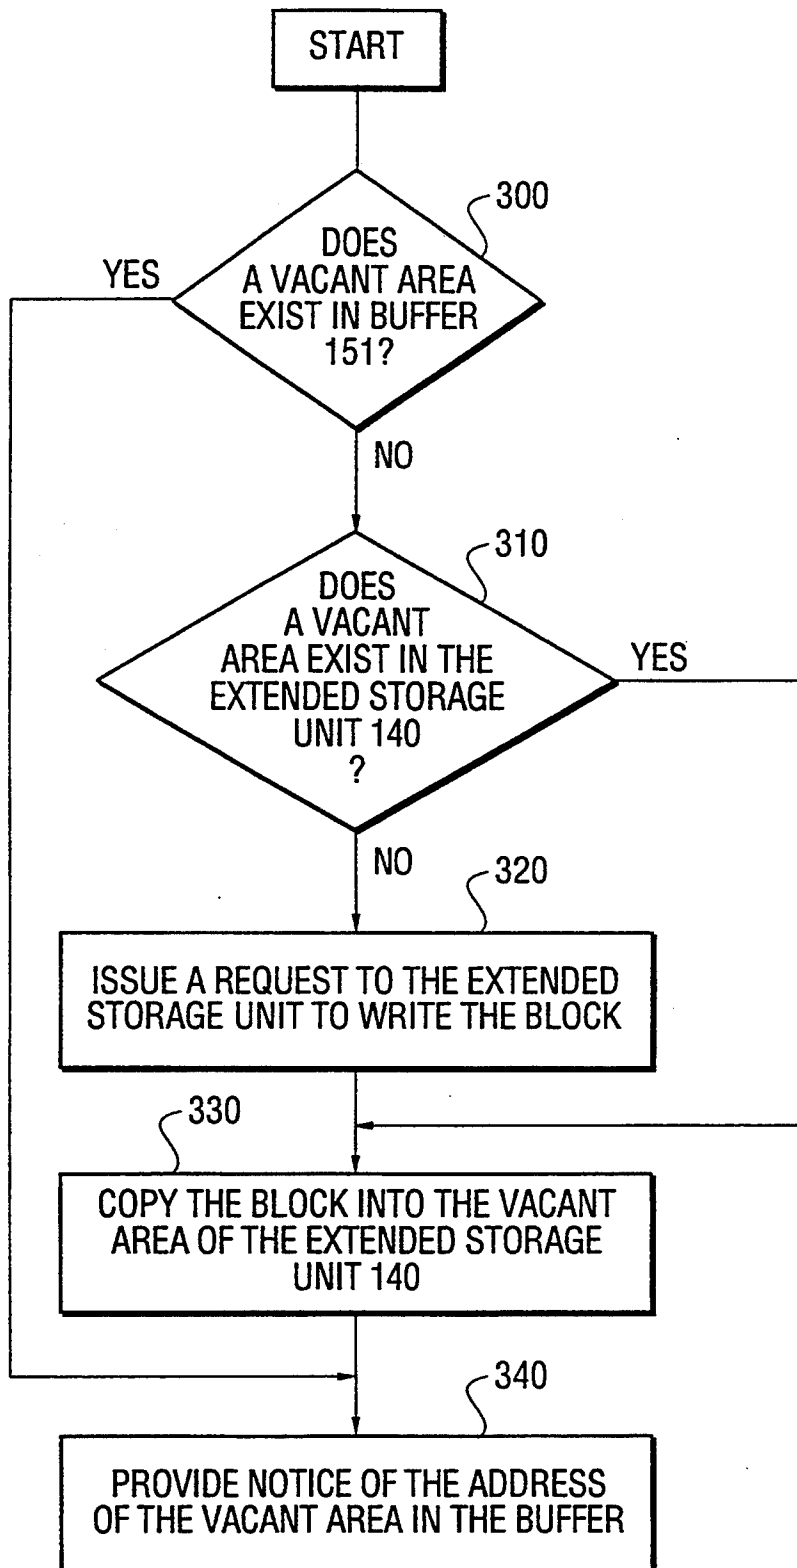 START
300
DOES
A VACANT AREA
EXIST IN BUFFER
151?
YES
NO
310
DOES
A VACANT
AREA EXIST IN THE
EXTENDED STORAGE
UNIT 140
?
YES
NO
320
ISSUE A REQUEST TO THE EXTENDED
STORAGE UNIT TO WRITE THE BLOCK
330
COPY THE BLOCK INTO THE VACANT
AREA OF THE EXTENDED STORAGE
UNIT 140
340
PROVIDE NOTICE OF THE ADDRESS
OF THE VACANT AREA IN THE BUFFER